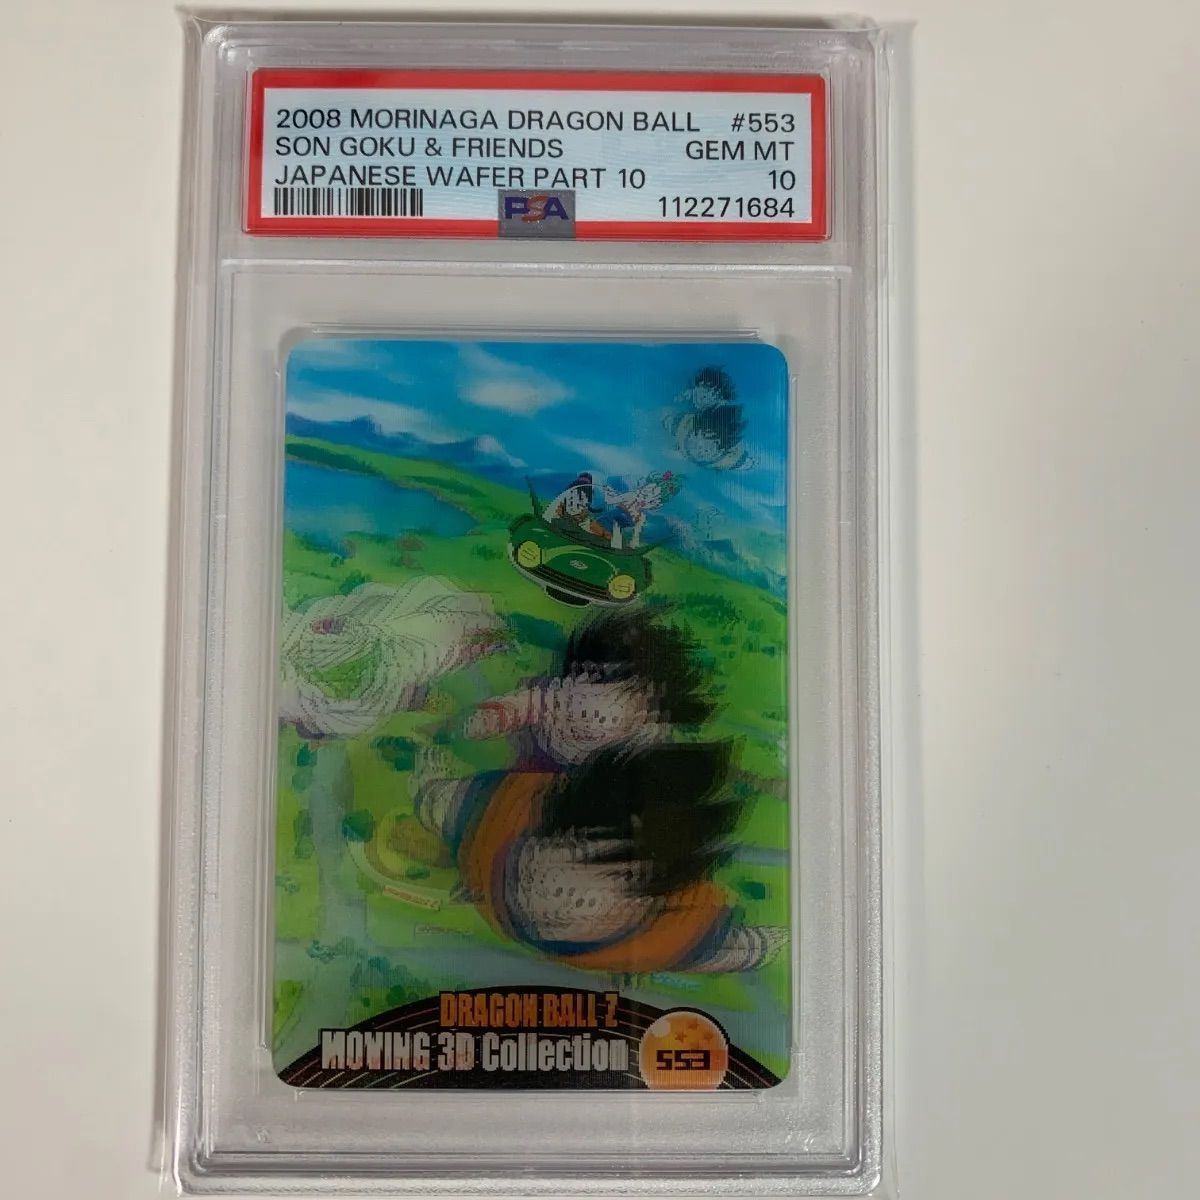 2008 MORINAGA DRAGON BALL #553
SON GOKU & FRIENDS GEM MT
JAPANESE WAFER PART 10 10
PSA 112271684
DRAGON BALL Z
MOVING 3D Collection
553